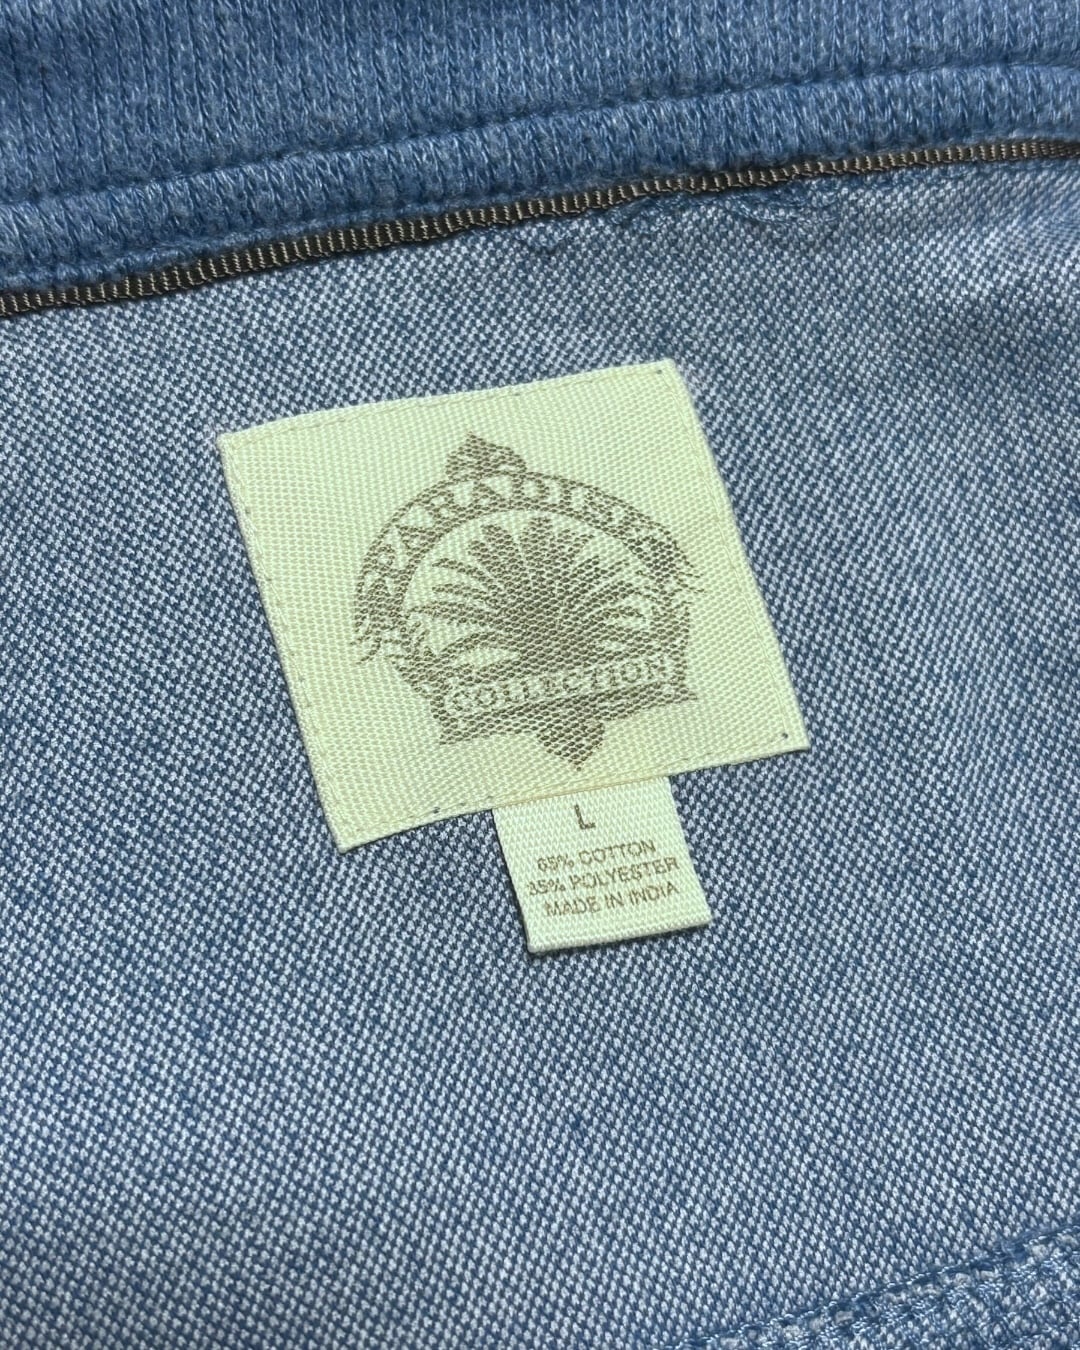 PARADISE
COLLECTION
L
65% COTTON
35% POLYESTER
MADE IN INDIA